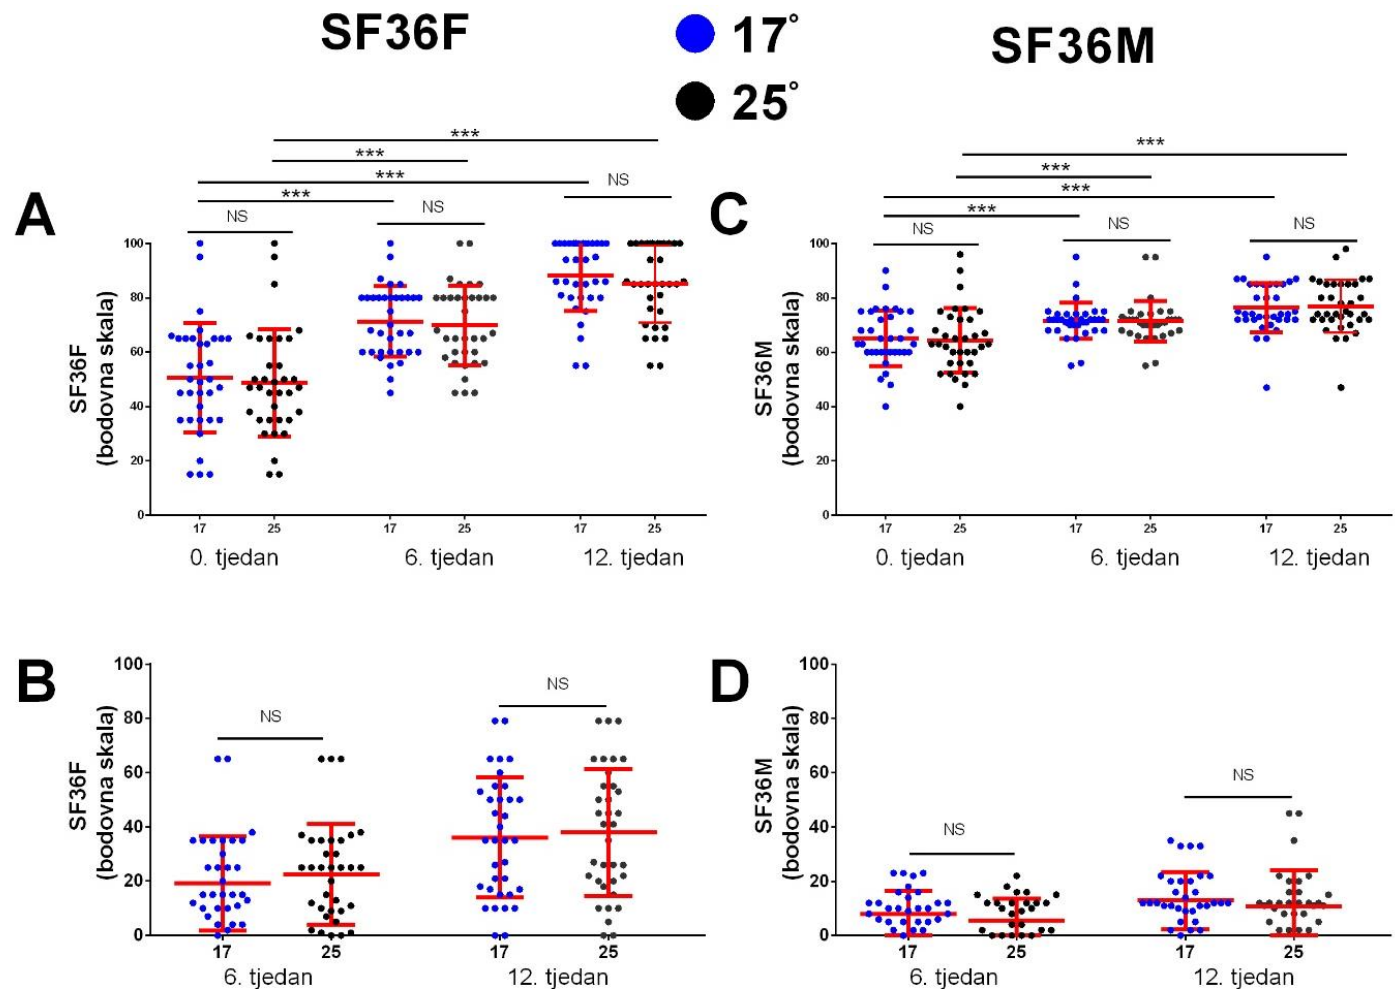 SF36F
17°
25°
SF36M
A
***
***
***
***
NS
NS
NS
SF36F
(bodovna skala)
100
80
60
40
20
0
17
25
17
25
17
25
0. tjedan
6. tjedan
12. tjedan
C
***
***
***
***
NS
NS
NS
SF36M
(bodovna skala)
100
80
60
40
20
0
17
25
17
25
17
25
0. tjedan
6. tjedan
12. tjedan
B
NS
NS
SF36F
(bodovna skala)
100
80
60
40
20
0
17
25
17
25
6. tjedan
12. tjedan
D
NS
NS
SF36M
(bodovna skala)
100
80
60
40
20
0
17
25
17
25
6. tjedan
12. tjedan